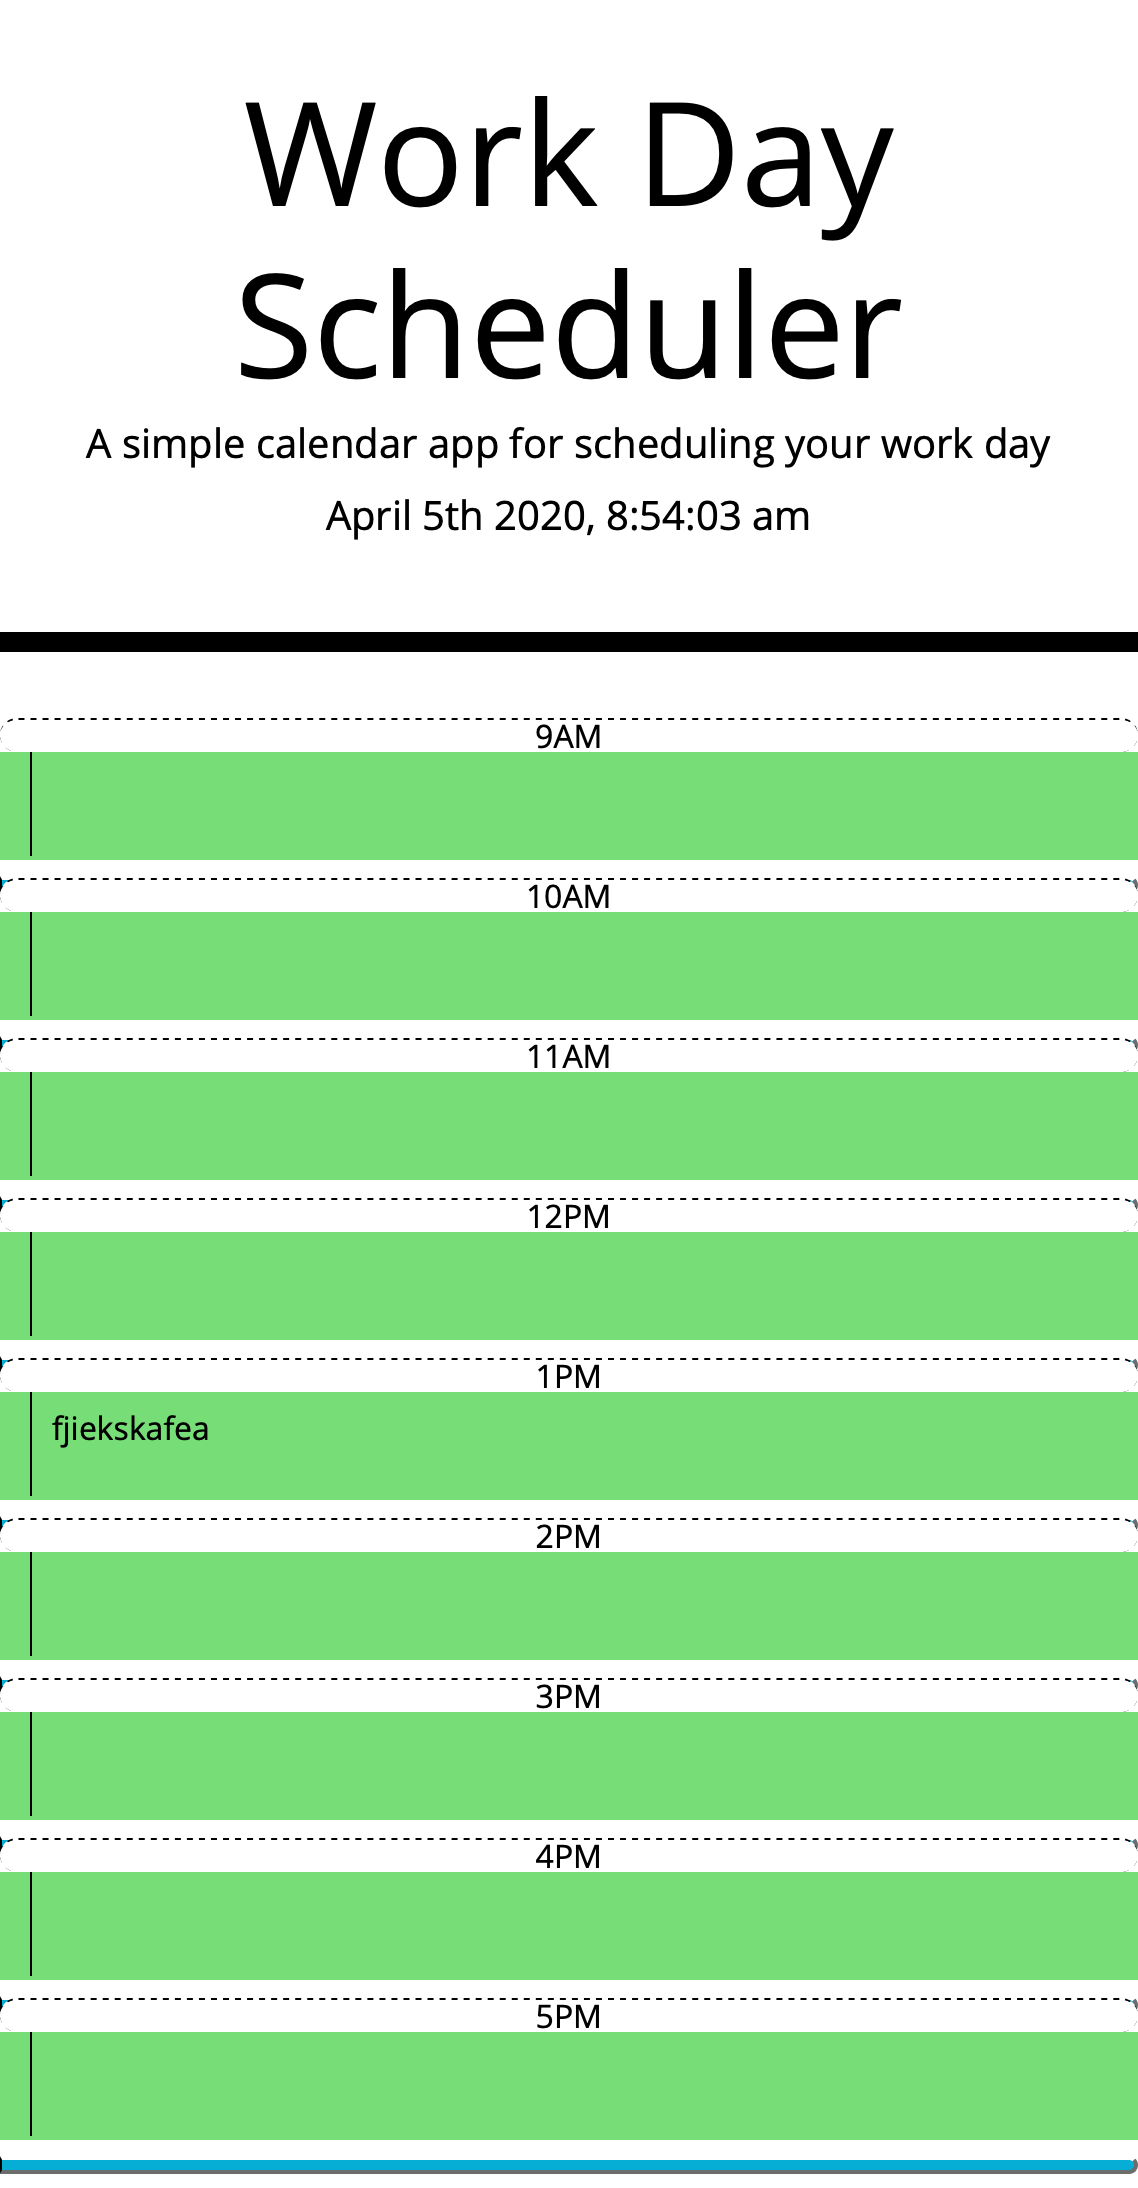 Work Day
Scheduler
A simple calendar app for scheduling your work day
April 5th 2020, 8:54:03 am
9AM
10AM
11AM
12PM
1PM
fjiekskafea
2PM
3PM
4PM
5PM